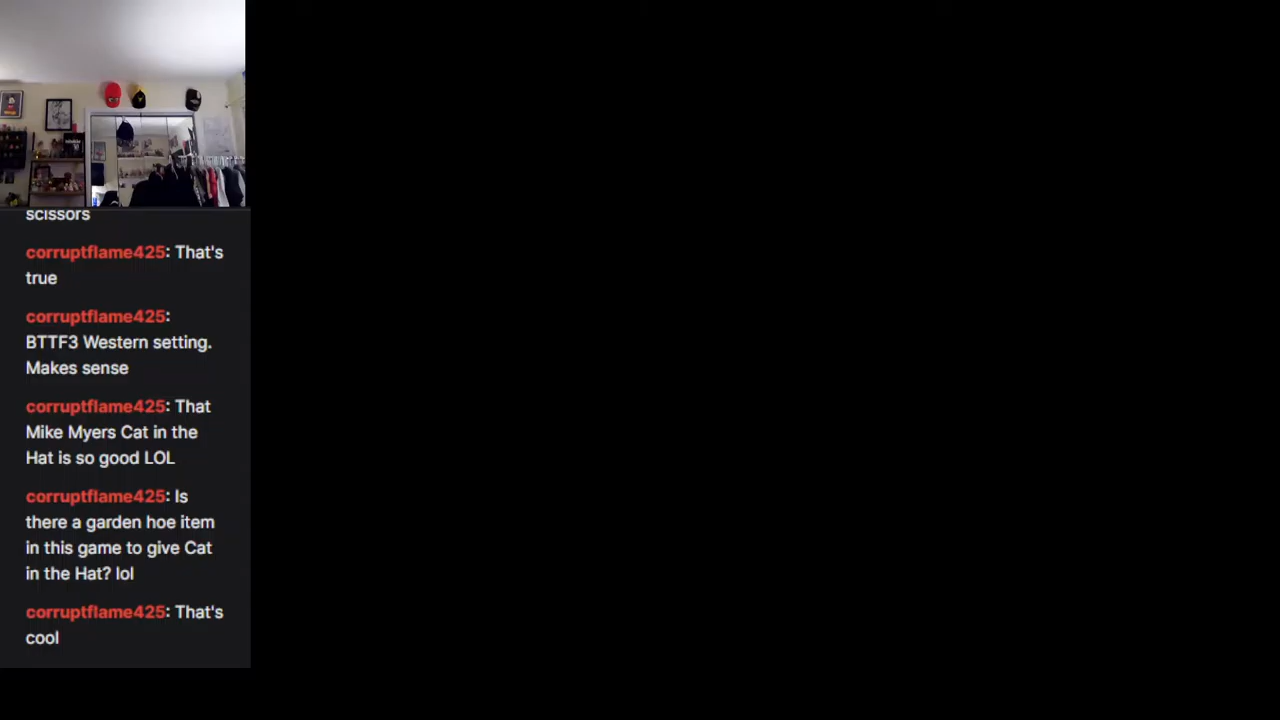 scissors
corruptflame425: That's
true
corruptflame425:
BTTF3 Western setting.
Makes sense
corruptflame425: That
Mike Myers Cat in the
Hat is so good LOL
corruptflame425: Is
there a garden hoe item
in this game to give Cat
in the Hat? lol
corruptflame425: That's
cool